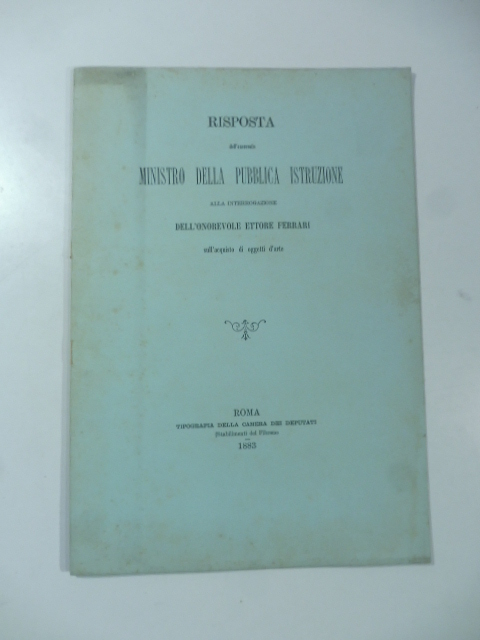 RISPOSTA
dell'onorevole
MINISTRO DELLA PUBBLICA ISTRUZIONE
ALLA INTERROGAZIONE
DELL'ONOREVOLE ETTORE FERRARI
sull'acquisto di oggetti d'arte
ROMA
TIPOGRAFIA DELLA CAMERA DEI DEPUTATI
Stabilimenti del Fibreno
1883